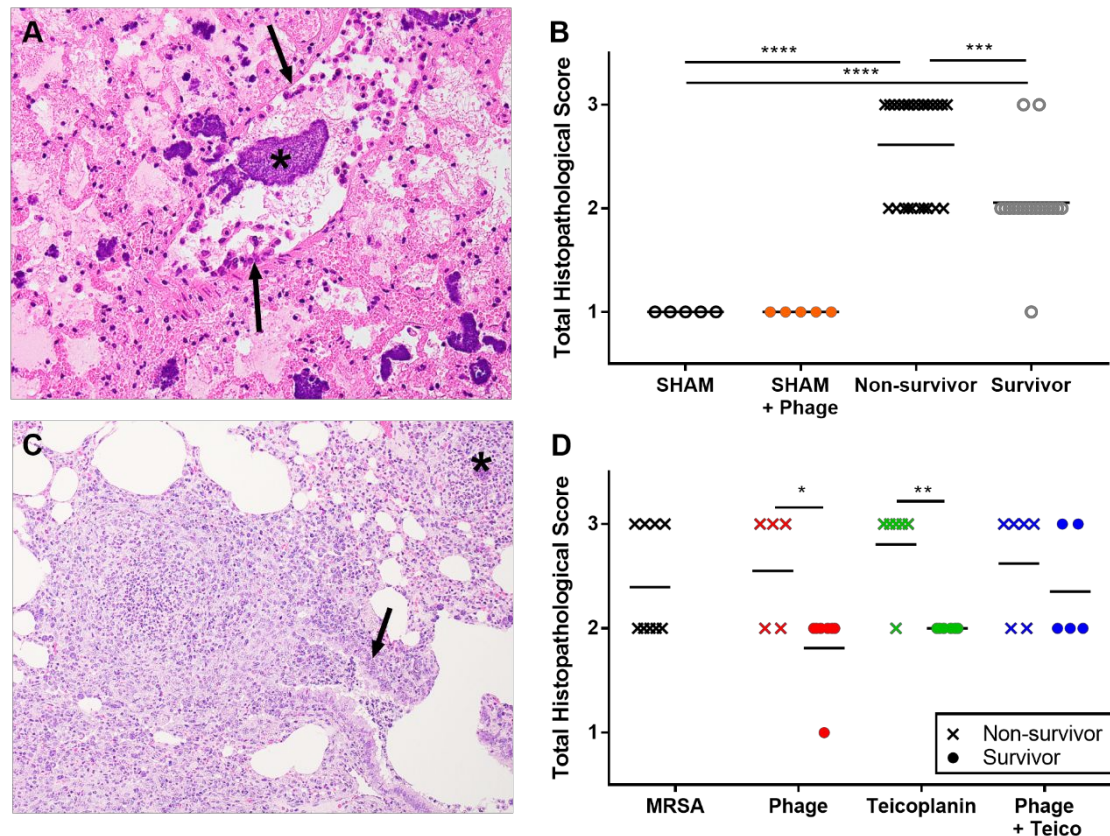 A
*
B
Total Histopathological Score
3
2
1
****
****
***
SHAM
SHAM
+ Phage
Non-survivor
Survivor
C
*
D
Total Histopathological Score
3
2
1
*
**
MRSA
Phage
Teicoplanin
Phage
+ Teico
× Non-survivor
● Survivor